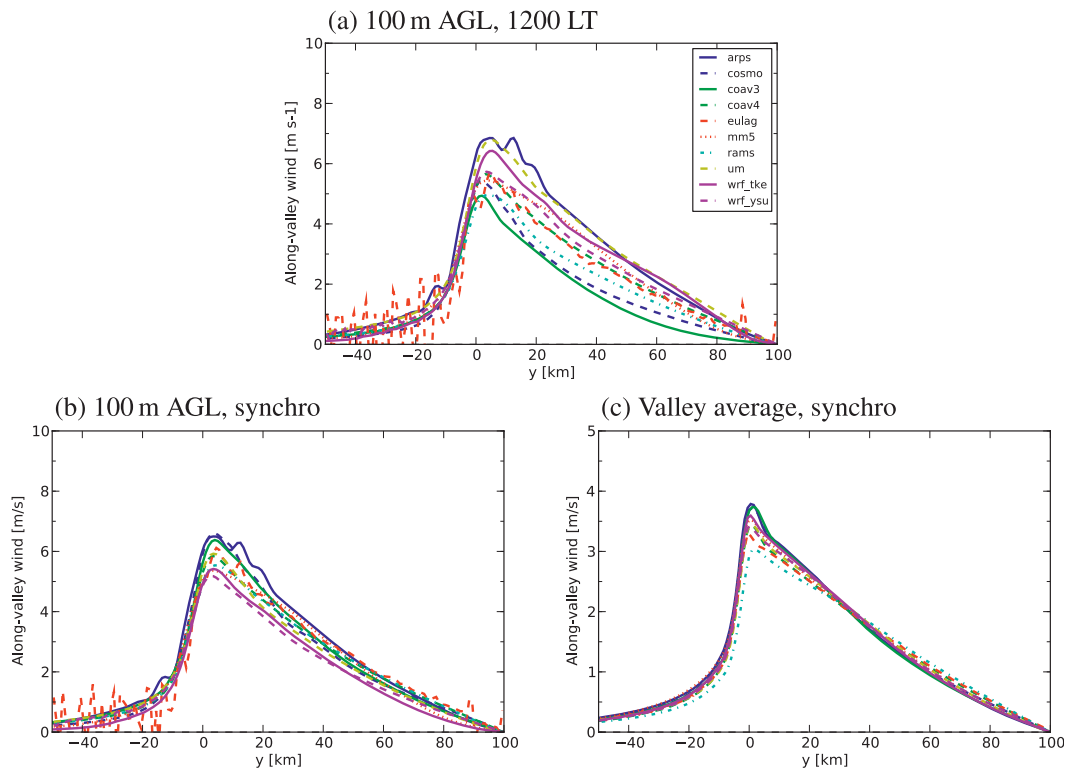 (a) 100 m AGL, 1200 LT
10
8
6
4
2
0
Along-valley wind [m s-1]
arps
cosmo
coav3
coav4
eulag
mm5
rams
um
wrf_tke
wrf_ysu
−40 −20 0 20 40 60 80 100
y [km]
(b) 100 m AGL, synchro
10
8
6
4
2
0
Along-valley wind [m/s]
−40 −20 0 20 40 60 80 100
y [km]
(c) Valley average, synchro
5
4
3
2
1
0
Along-valley wind [m/s]
−40 −20 0 20 40 60 80 100
y [km]